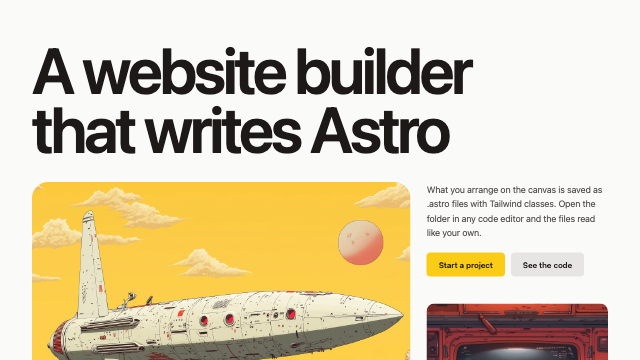 A website builder
that writes Astro
What you arrange on the canvas is saved as
.astro files with Tailwind classes. Open the
folder in any code editor and the files read
like your own.
Start a project
See the code